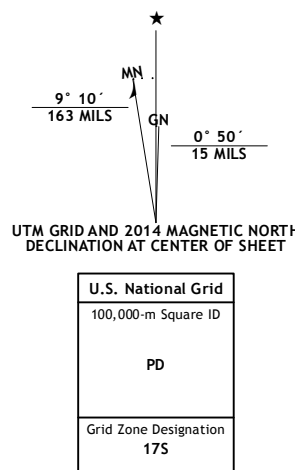 ★
MN
9° 10´
163 MILS
GN
0° 50´
15 MILS
UTM GRID AND 2014 MAGNETIC NORTH
DECLINATION AT CENTER OF SHEET
U.S. National Grid
100,000-m Square ID
PD
Grid Zone Designation
17S